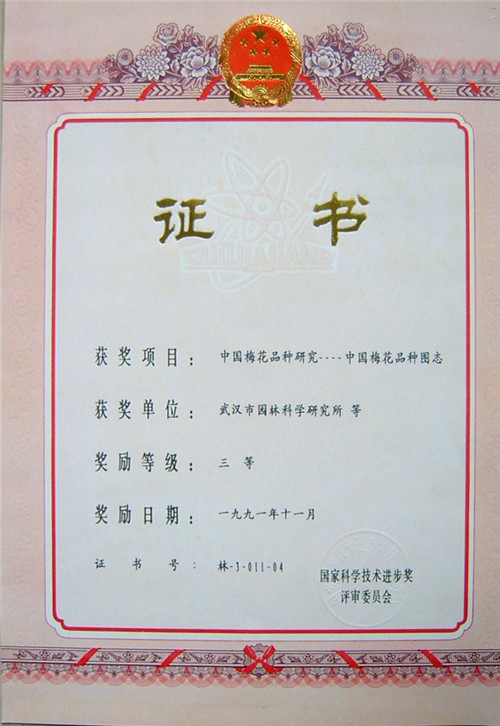 证书
获奖项目：中国梅花品种研究----中国梅花品种图志
获奖单位：武汉市园林科学研究所 等
奖励等级：三 等
奖励日期：一九九一年十一月
证书号：林-3-011-04
国家科学技术进步奖
评审委员会